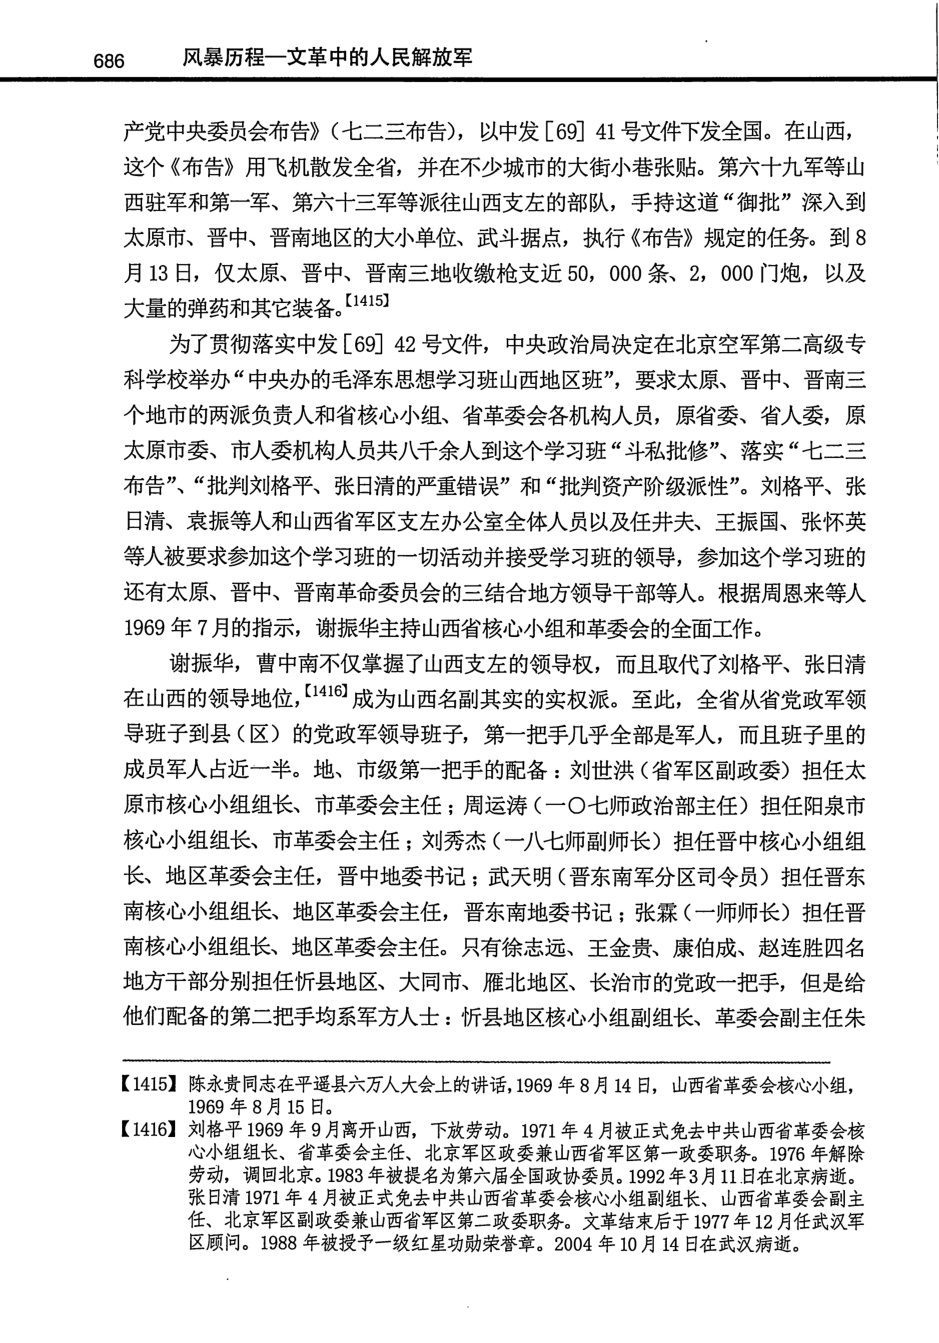 686 风暴历程—文革中的人民解放军
产党中央委员会布告》（七二三布告），以中发［69］41号文件下发全国。在山西，
这个《布告》用飞机散发全省，并在不少城市的大街小巷张贴。第六十九军等山
西驻军和第一军、第六十三军等派往山西支左的部队，手持这道“御批”深入到
太原市、晋中、晋南地区的大小单位、武斗据点，执行《布告》规定的任务。到8
月13日，仅太原、晋中、晋南三地收缴枪支近50，000条、2，000门炮，以及
大量的弹药和其它装备。【1415】
为了贯彻落实中发［69］42号文件，中央政治局决定在北京空军第二高级专
科学校举办“中央办的毛泽东思想学习班山西地区班”，要求太原、晋中、晋南三
个地市的两派负责人和省核心小组、省革委会各机构人员，原省委、省人委，原
太原市委、市人委机构人员共八千余人到这个学习班“斗私批修”、落实“七二三
布告”、“批判刘格平、张日清的严重错误”和“批判资产阶级派性”。刘格平、张
日清、袁振等人和山西省军区支左办公室全体人员以及任井夫、王振国、张怀英
等人被要求参加这个学习班的一切活动并接受学习班的领导，参加这个学习班的
还有太原、晋中、晋南革命委员会的三结合地方领导干部等人。根据周恩来等人
1969年7月的指示，谢振华主持山西省核心小组和革委会的全面工作。
谢振华，曹中南不仅掌握了山西支左的领导权，而且取代了刘格平、张日清
在山西的领导地位，【1416】成为山西名副其实的实权派。至此，全省从省党政军领
导班子到县（区）的党政军领导班子，第一把手几乎全部是军人，而且班子里的
成员军人占近一半。地、市级第一把手的配备：刘世洪（省军区副政委）担任太
原市核心小组组长、市革委会主任；周运涛（一〇七师政治部主任）担任阳泉市
核心小组组长、市革委会主任；刘秀杰（一八七师副师长）担任晋中核心小组组
长、地区革委会主任，晋中地委书记；武天明（晋东南军分区司令员）担任晋东
南核心小组组长、地区革委会主任，晋东南地委书记；张霖（一师师长）担任晋
南核心小组组长、地区革委会主任。只有徐志远、王金贵、康伯成、赵连胜四名
地方干部分别担任忻县地区、大同市、雁北地区、长治市的党政一把手，但是给
他们配备的第二把手均系军方人士：忻县地区核心小组副组长、革委会副主任朱
【1415】陈永贵同志在平遥县六万人大会上的讲话，1969年8月14日，山西省革委会核心小组，
1969年8月15日。
【1416】刘格平1969年9月离开山西，下放劳动。1971年4月被正式免去中共山西省革委会核
心小组组长、省革委会主任、北京军区政委兼山西省军区第一政委职务。1976年解除
劳动，调回北京。1983年被提名为第六届全国政协委员。1992年3月11日在北京病逝。
张日清1971年4月被正式免去中共山西省革委会核心小组副组长、山西省革委会副主
任、北京军区副政委兼山西省军区第二政委职务。文革结束后于1977年12月任武汉军
区顾问。1988年被授予一级红星功勋荣誉章。2004年10月14日在武汉病逝。